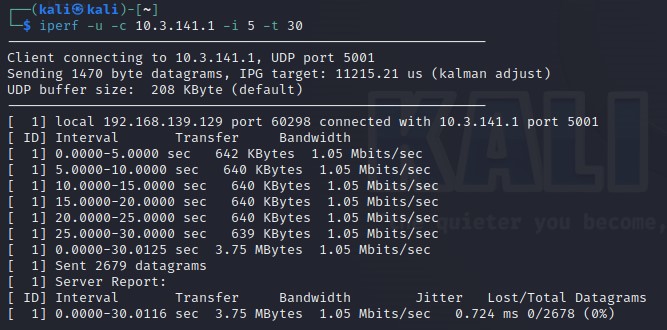 (kali㉿kali)-[~]
$ iperf -u -c 10.3.141.1 -i 5 -t 30
Client connecting to 10.3.141.1, UDP port 5001
Sending 1470 byte datagrams, IPG target: 11215.21 us (kalman adjust)
UDP buffer size:  208 KByte (default)
[  1] local 192.168.139.129 port 60298 connected with 10.3.141.1 port 5001
[ ID] Interval       Transfer     Bandwidth
[  1] 0.0000-5.0000 sec   642 KBytes  1.05 Mbits/sec
[  1] 5.0000-10.0000 sec   640 KBytes  1.05 Mbits/sec
[  1] 10.0000-15.0000 sec   640 KBytes  1.05 Mbits/sec
[  1] 15.0000-20.0000 sec   640 KBytes  1.05 Mbits/sec
[  1] 20.0000-25.0000 sec   640 KBytes  1.05 Mbits/sec
[  1] 25.0000-30.0000 sec   639 KBytes  1.05 Mbits/sec
[  1] 0.0000-30.0125 sec  3.75 MBytes  1.05 Mbits/sec
[  1] Sent 2679 datagrams
[  1] Server Report:
[ ID] Interval       Transfer     Bandwidth        Jitter   Lost/Total Datagrams
[  1] 0.0000-30.0116 sec  3.75 MBytes  1.05 Mbits/sec   0.724 ms 0/2678 (0%)
KALI
quieter you become,